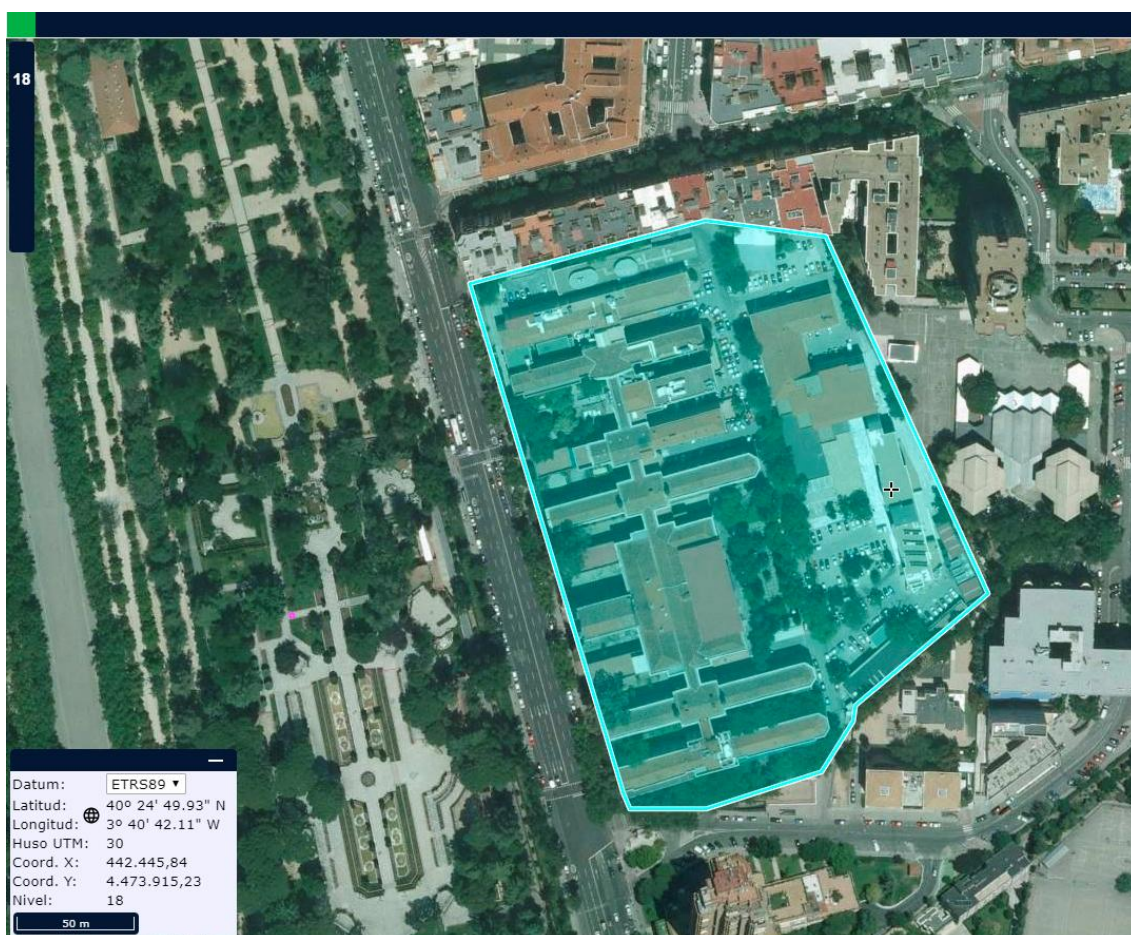 18
Datum: ETRS89
Latitud: 40º 24' 49.93" N
Longitud: 3º 40' 42.11" W
Huso UTM: 30
Coord. X: 442.445,84
Coord. Y: 4.473.915,23
Nivel: 18
50 m